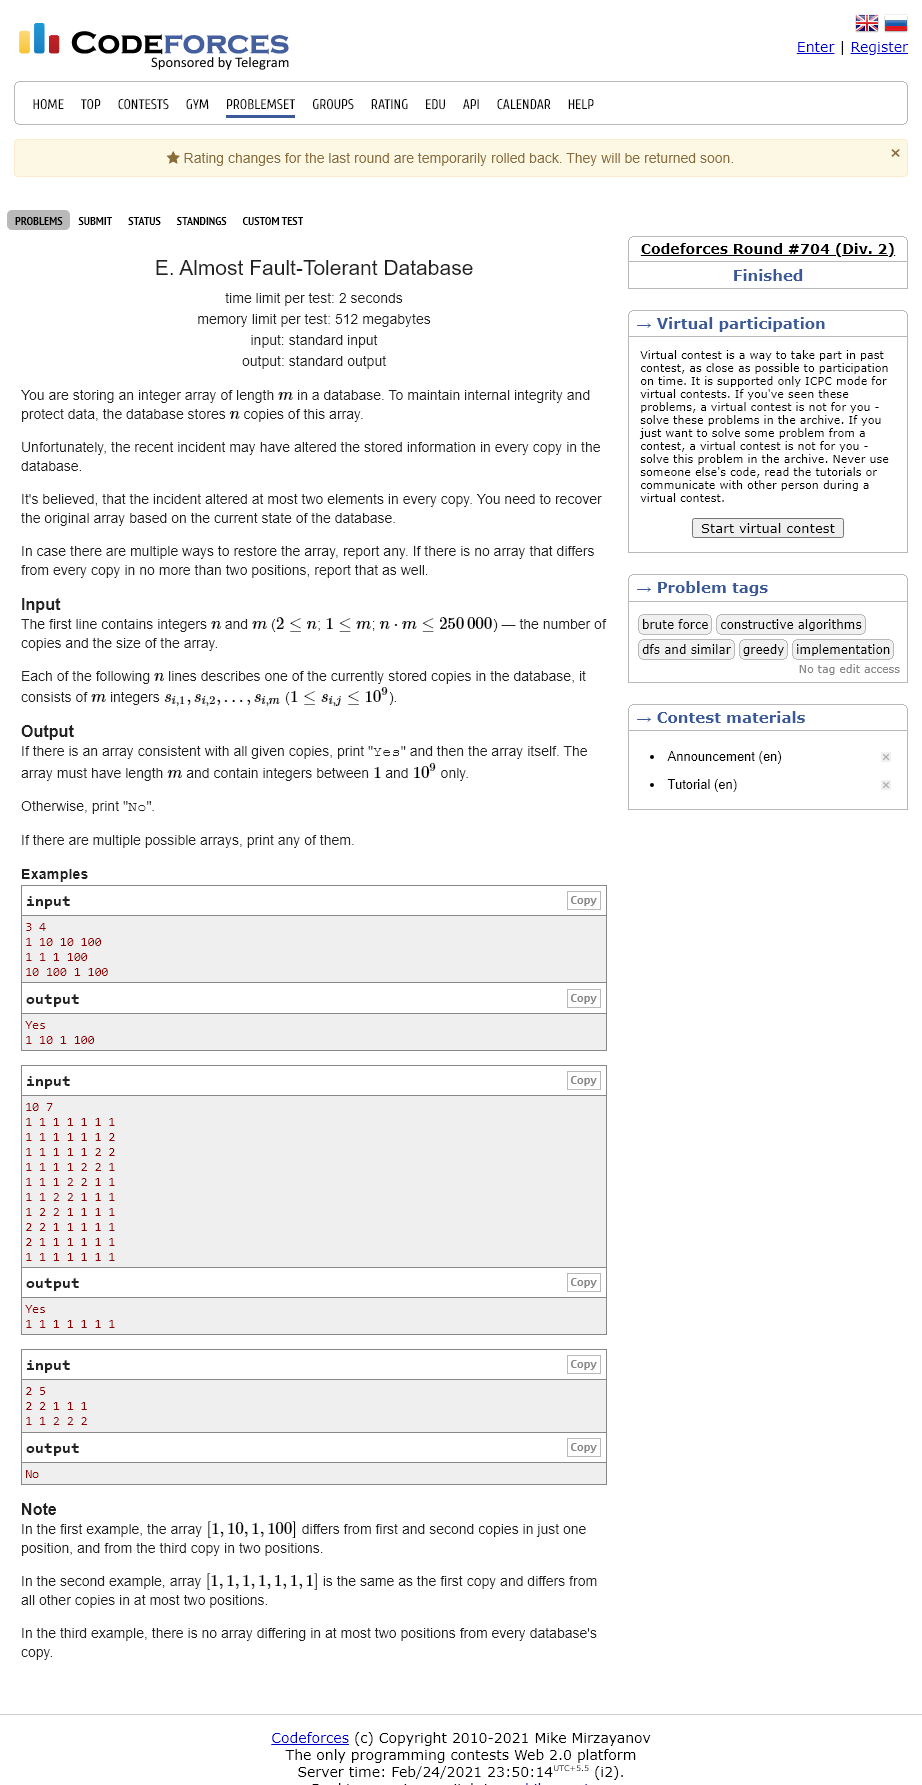 CODEFORCES
Sponsored by Telegram
Enter | Register
HOME TOP CONTESTS GYM PROBLEMSET GROUPS RATING EDU API CALENDAR HELP
★ Rating changes for the last round are temporarily rolled back. They will be returned soon. ×
PROBLEMS SUBMIT STATUS STANDINGS CUSTOM TEST
E. Almost Fault-Tolerant Database
time limit per test: 2 seconds
memory limit per test: 512 megabytes
input: standard input
output: standard output
You are storing an integer array of length m in a database. To maintain internal integrity and
protect data, the database stores n copies of this array.
Unfortunately, the recent incident may have altered the stored information in every copy in the
database.
It's believed, that the incident altered at most two elements in every copy. You need to recover
the original array based on the current state of the database.
In case there are multiple ways to restore the array, report any. If there is no array that differs
from every copy in no more than two positions, report that as well.
Input
The first line contains integers n and m (2 ≤ n; 1 ≤ m; n · m ≤ 250 000) — the number of
copies and the size of the array.
Each of the following n lines describes one of the currently stored copies in the database, it
consists of m integers s_{i,1}, s_{i,2}, ..., s_{i,m} (1 ≤ s_{i,j} ≤ 10^9).
Output
If there is an array consistent with all given copies, print "Yes" and then the array itself. The
array must have length m and contain integers between 1 and 10^9 only.
Otherwise, print "No".
If there are multiple possible arrays, print any of them.
Examples
input Copy
3 4
1 10 10 100
1 1 1 100
10 100 1 100
output Copy
Yes
1 10 1 100
input Copy
10 7
1 1 1 1 1 1 1
1 1 1 1 1 1 2
1 1 1 1 1 2 2
1 1 1 1 2 2 1
1 1 1 2 2 1 1
1 1 2 2 1 1 1
1 2 2 1 1 1 1
2 2 1 1 1 1 1
2 1 1 1 1 1 1
1 1 1 1 1 1 1
output Copy
Yes
1 1 1 1 1 1 1
input Copy
2 5
2 2 1 1 1
1 1 2 2 2
output Copy
No
Note
In the first example, the array [1, 10, 1, 100] differs from first and second copies in just one
position, and from the third copy in two positions.
In the second example, array [1, 1, 1, 1, 1, 1, 1] is the same as the first copy and differs from
all other copies in at most two positions.
In the third example, there is no array differing in at most two positions from every database's
copy.
Codeforces Round #704 (Div. 2)
Finished
→ Virtual participation
Virtual contest is a way to take part in past
contest, as close as possible to participation
on time. It is supported only ICPC mode for
virtual contests. If you've seen these
problems, a virtual contest is not for you -
solve these problems in the archive. If you
just want to solve some problem from a
contest, a virtual contest is not for you -
solve this problem in the archive. Never use
someone else's code, read the tutorials or
communicate with other person during a
virtual contest.
Start virtual contest
→ Problem tags
brute force constructive algorithms
dfs and similar greedy implementation
No tag edit access
→ Contest materials
• Announcement (en) ×
• Tutorial (en) ×
Codeforces (c) Copyright 2010-2021 Mike Mirzayanov
The only programming contests Web 2.0 platform
Server time: Feb/24/2021 23:50:14 UTC+5.5 (i2).